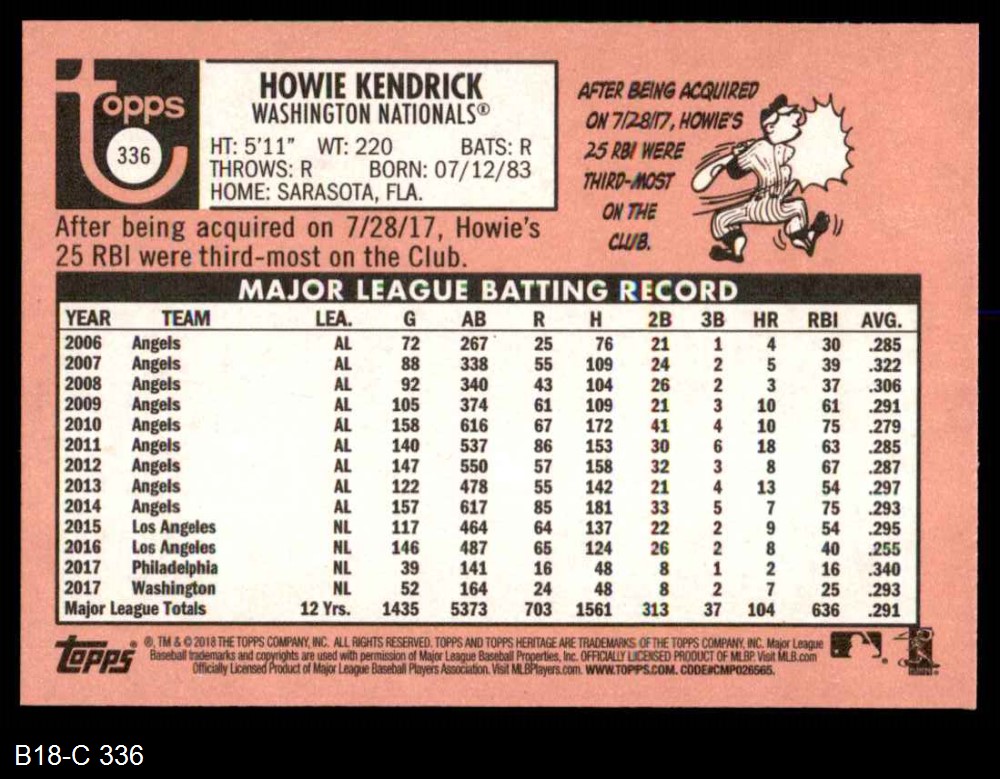 Topps
336
HOWIE KENDRICK
WASHINGTON NATIONALS®
HT: 5'11" WT: 220 BATS: R
THROWS: R BORN: 07/12/83
HOME: SARASOTA, FLA.
AFTER BEING ACQUIRED
ON 7/28/17, HOWIE'S
25 RBI WERE
THIRD-MOST
ON THE
CLUB.
After being acquired on 7/28/17, Howie's
25 RBI were third-most on the Club.
MAJOR LEAGUE BATTING RECORD
YEAR TEAM LEA. G AB R H 2B 3B HR RBI AVG.
2006 Angels AL 72 267 25 76 21 1 4 30 .285
2007 Angels AL 88 338 55 109 24 2 5 39 .322
2008 Angels AL 92 340 43 104 26 2 3 37 .306
2009 Angels AL 105 374 61 109 21 3 10 61 .291
2010 Angels AL 158 616 67 172 41 4 10 75 .279
2011 Angels AL 140 537 86 153 30 6 18 63 .285
2012 Angels AL 147 550 57 158 32 3 8 67 .287
2013 Angels AL 122 478 55 142 21 4 13 54 .297
2014 Angels AL 157 617 85 181 33 5 7 75 .293
2015 Los Angeles NL 117 464 64 137 22 2 9 54 .295
2016 Los Angeles NL 146 487 65 124 26 2 8 40 .255
2017 Philadelphia NL 39 141 16 48 8 1 2 16 .340
2017 Washington NL 52 164 24 48 8 2 7 25 .293
Major League Totals 12 Yrs. 1435 5373 703 1561 313 37 104 636 .291
Topps®
®, TM & © 2018 THE TOPPS COMPANY, INC. ALL RIGHTS RESERVED. TOPPS AND TOPPS HERITAGE ARE TRADEMARKS OF THE TOPPS COMPANY, INC. Major League
Baseball trademarks and copyrights are used with permission of Major League Baseball Properties, Inc. OFFICIALLY LICENSED PRODUCT OF MLBP. Visit MLB.com
Officially Licensed Product of Major League Baseball Players Association. Visit MLBPlayers.com. WWW.TOPPS.COM. CODE#CMP026565.
B18-C 336